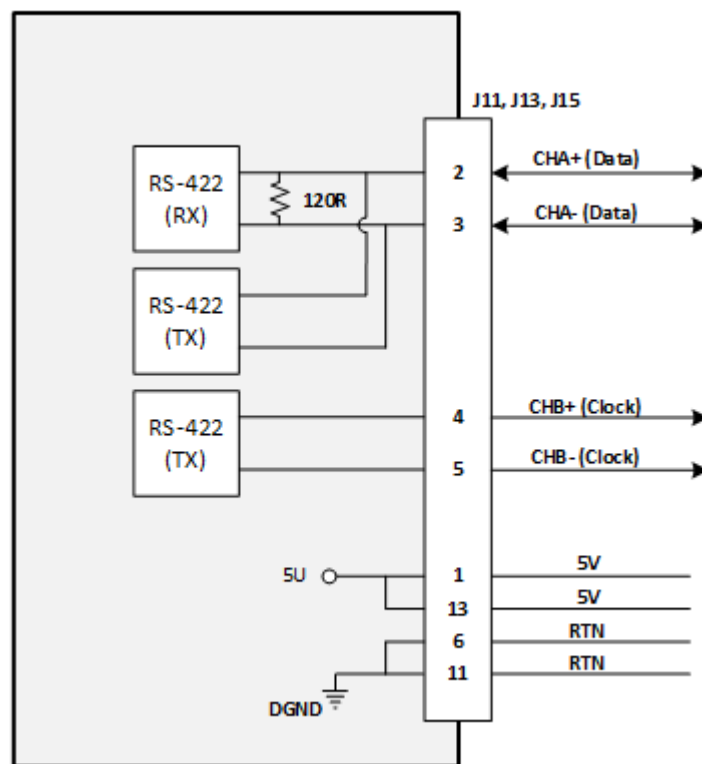 J11, J13, J15
RS-422
(RX)
120R
2
CHA+ (Data)
3
CHA- (Data)
RS-422
(TX)
RS-422
(TX)
4
CHB+ (Clock)
5
CHB- (Clock)
5U
1
5V
13
5V
6
RTN
11
RTN
DGND